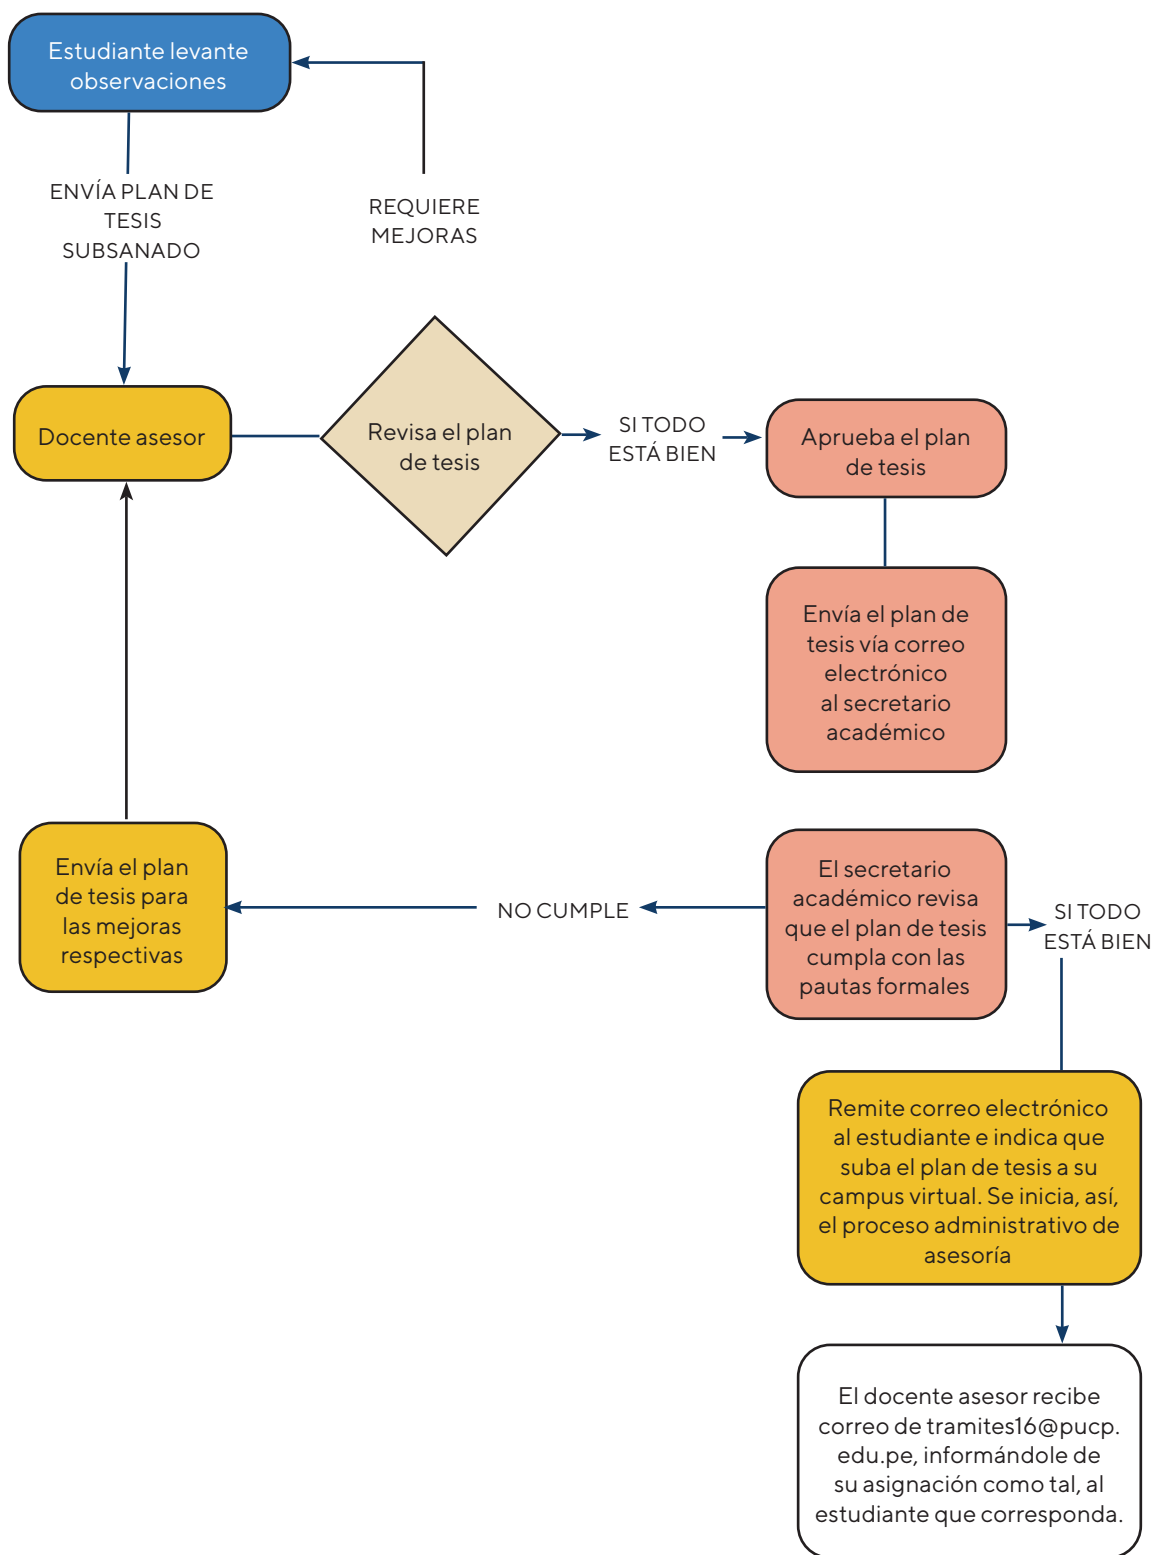 Estudiante levante
observaciones
ENVÍA PLAN DE
TESIS
SUBSANADO
REQUIERE
MEJORAS
Docente asesor
Revisa el plan
de tesis
SI TODO
ESTÁ BIEN
Aprueba el plan
de tesis
Envía el plan de
tesis vía correo
electrónico
al secretario
académico
El secretario
académico revisa
que el plan de tesis
cumpla con las
pautas formales
NO CUMPLE
Envía el plan
de tesis para
las mejoras
respectivas
SI TODO
ESTÁ BIEN
Remite correo electrónico
al estudiante e indica que
suba el plan de tesis a su
campus virtual. Se inicia, así,
el proceso administrativo de
asesoría
El docente asesor recibe
correo de tramites16@pucp.
edu.pe, informándole de
su asignación como tal, al
estudiante que corresponda.